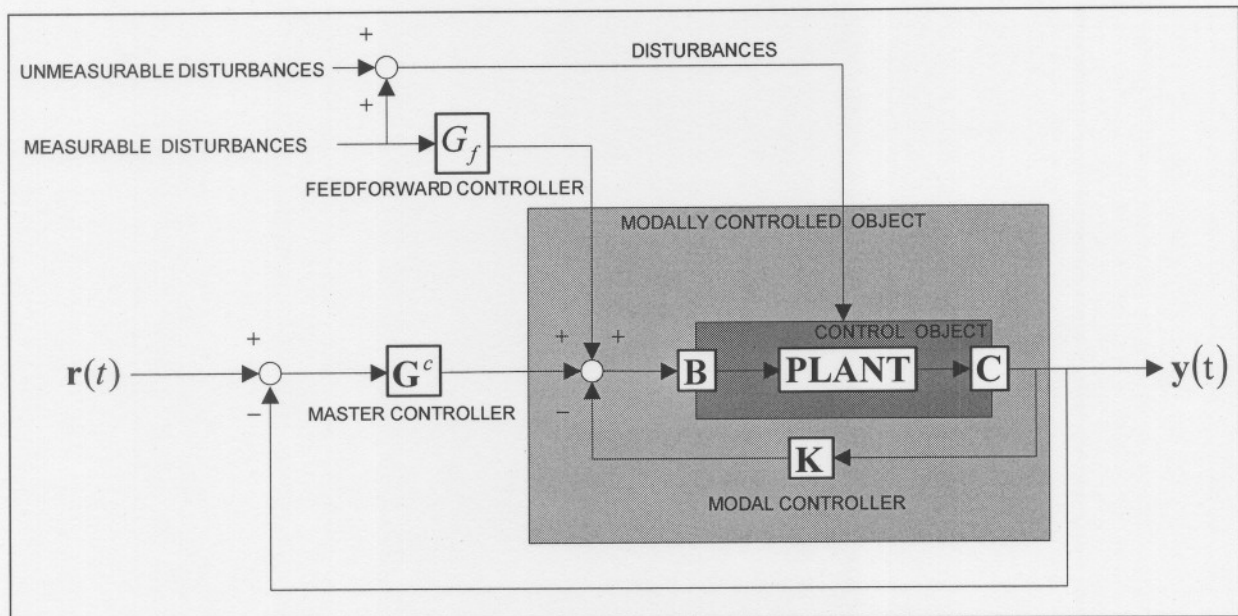 +
DISTURBANCES
UNMEASURABLE DISTURBANCES
+
MEASURABLE DISTURBANCES
G_f
FEEDFORWARD CONTROLLER
MODALLY CONTROLLED OBJECT
CONTROL OBJECT
+
+ +
r(t)
G^c
B
PLANT
C
y(t)
−
MASTER CONTROLLER
−
K
MODAL CONTROLLER